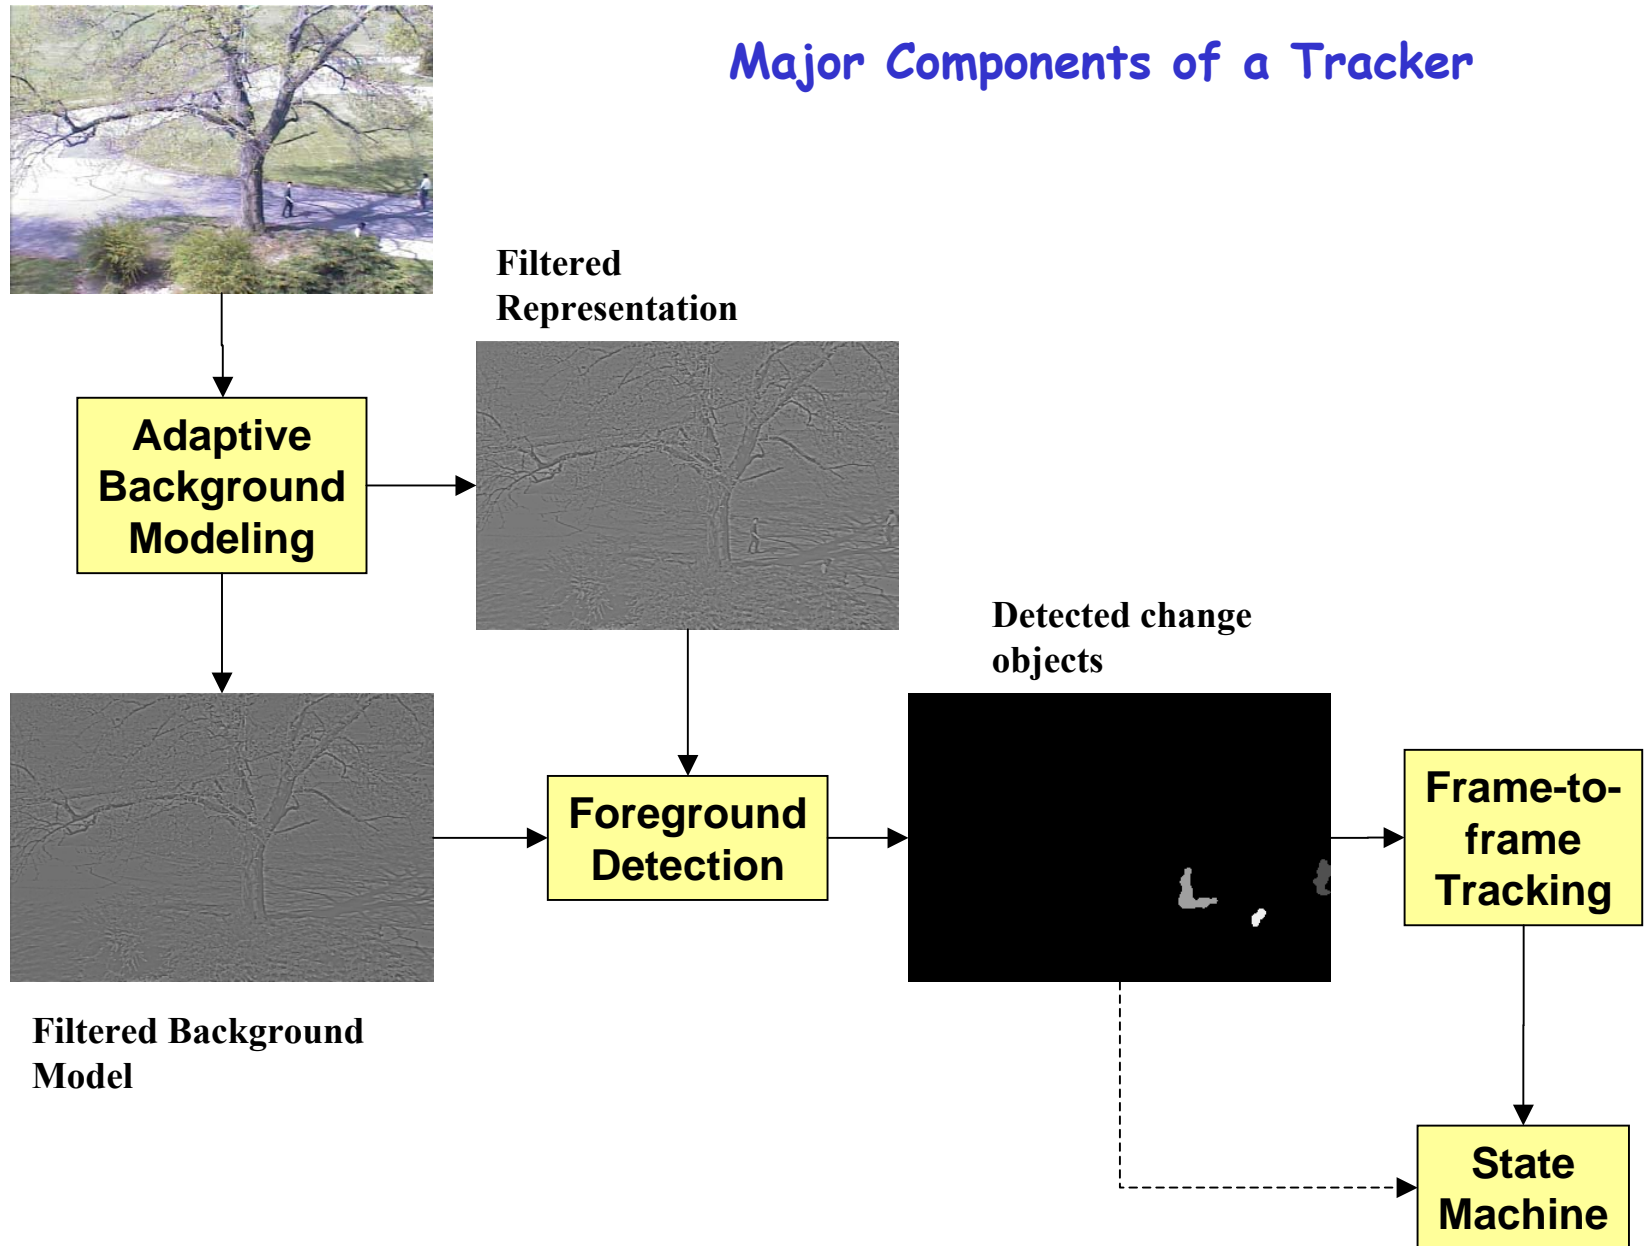 Major Components of a Tracker
Filtered
Representation
Adaptive
Background
Modeling
Detected change
objects
Foreground
Detection
Frame-to-
frame
Tracking
Filtered Background
Model
State
Machine